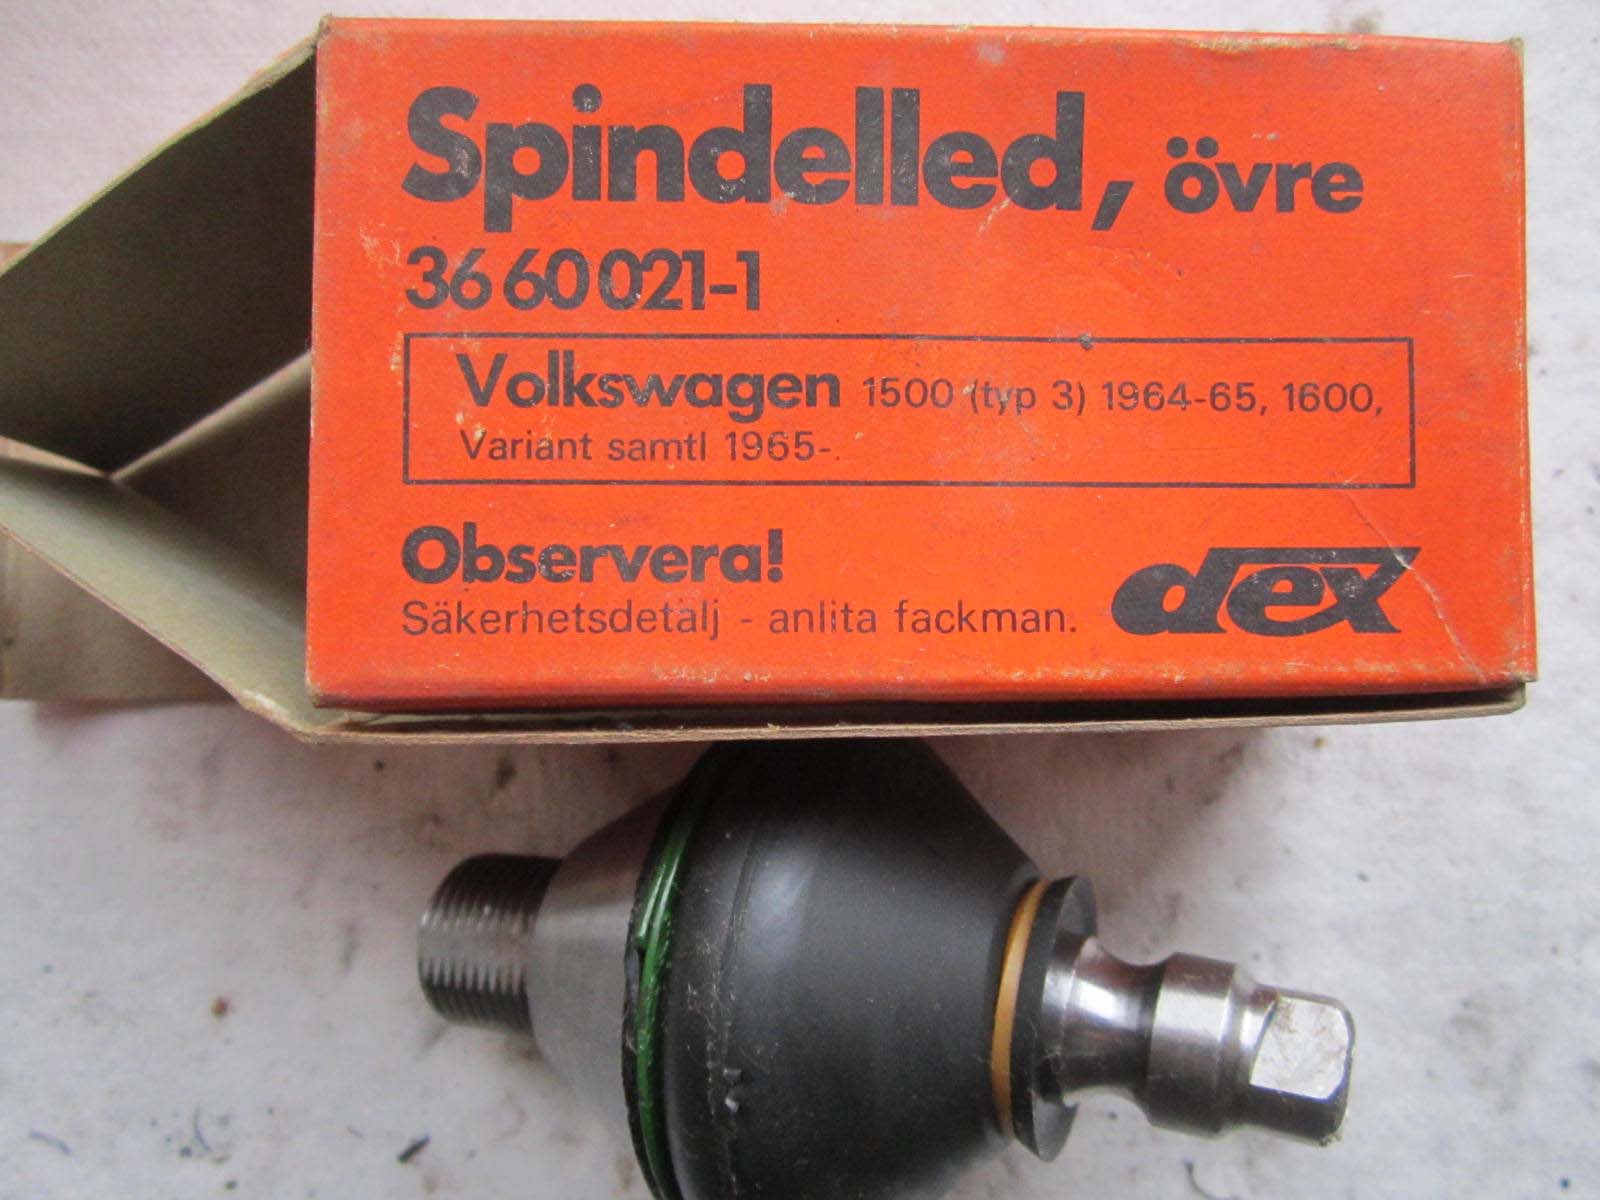 Spindelled, övre
36 60 021-1
Volkswagen 1500 (typ 3) 1964-65, 1600,
Variant samtl 1965-.
Observera!
Säkerhetsdetalj - anlita fackman.
dex